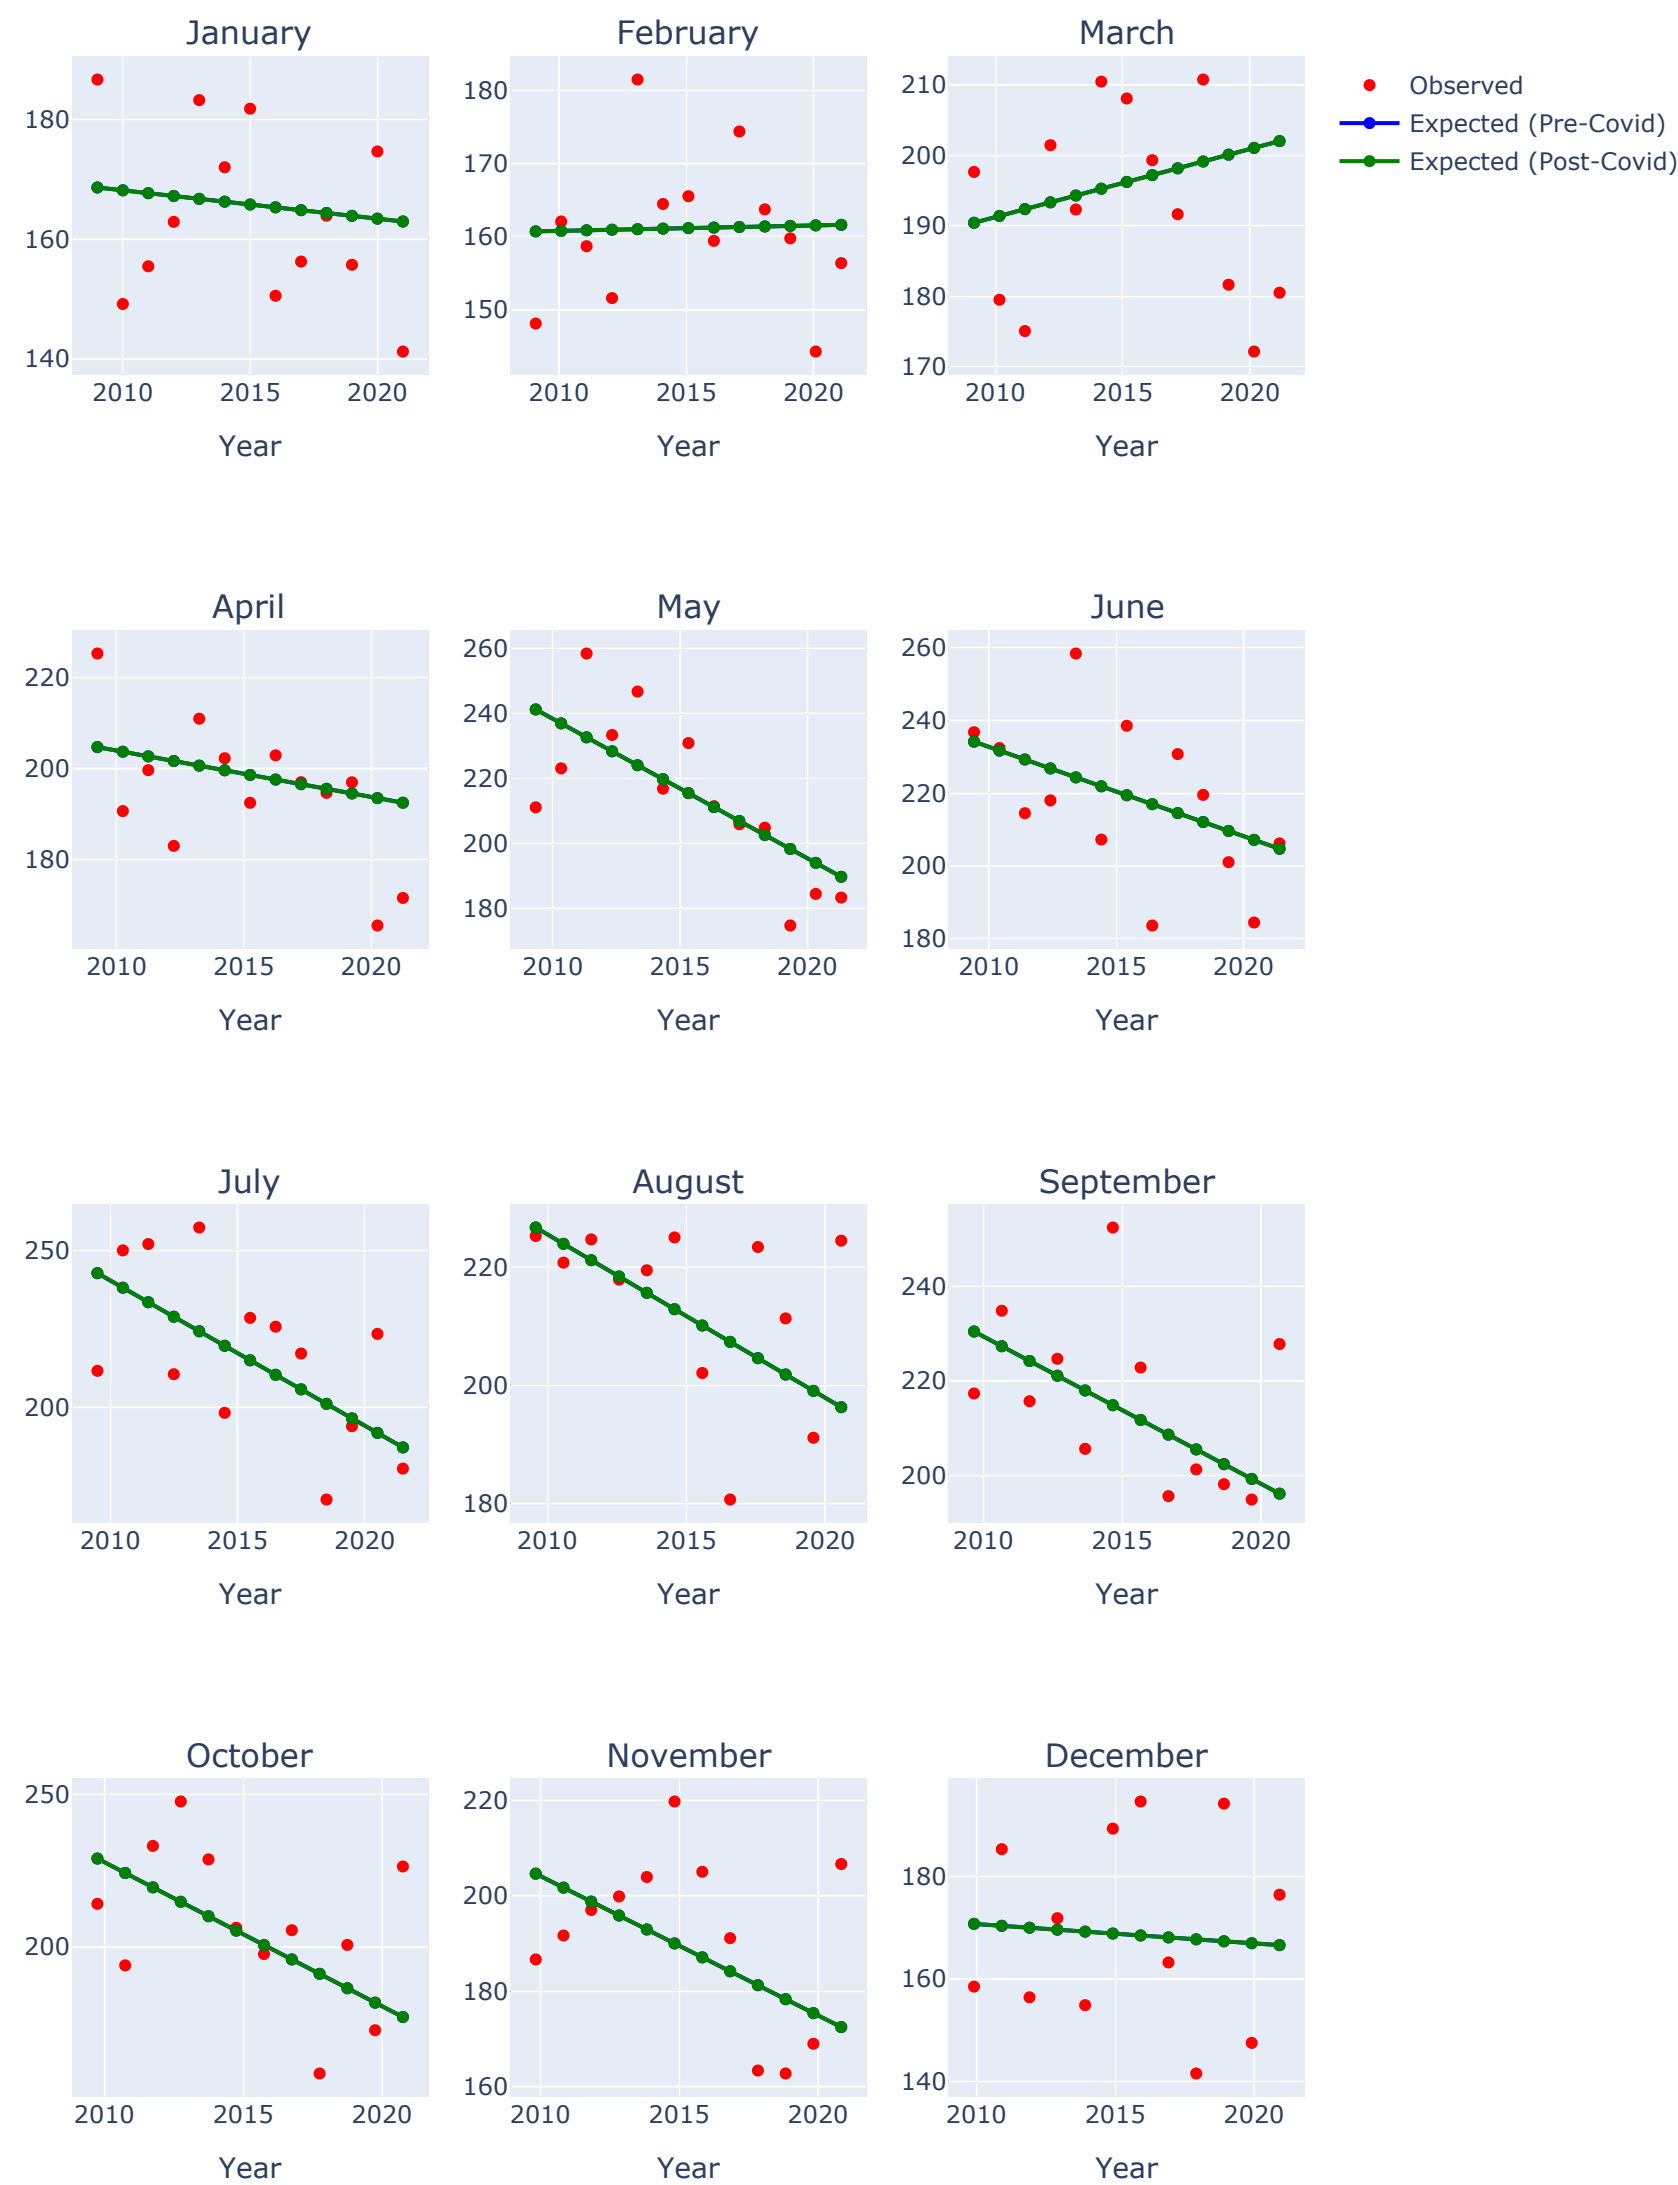 January
February
March
180
160
140
2010
2015
2020
Year
180
170
160
150
2010
2015
2020
Year
210
200
190
180
170
2010
2015
2020
Year
Observed
Expected (Pre-Covid)
Expected (Post-Covid)
April
May
June
220
200
180
2010
2015
2020
Year
260
240
220
200
180
2010
2015
2020
Year
260
240
220
200
180
2010
2015
2020
Year
July
August
September
250
200
2010
2015
2020
Year
220
200
180
2010
2015
2020
Year
240
220
200
2010
2015
2020
Year
October
November
December
250
200
2010
2015
2020
Year
220
200
180
160
2010
2015
2020
Year
180
160
140
2010
2015
2020
Year